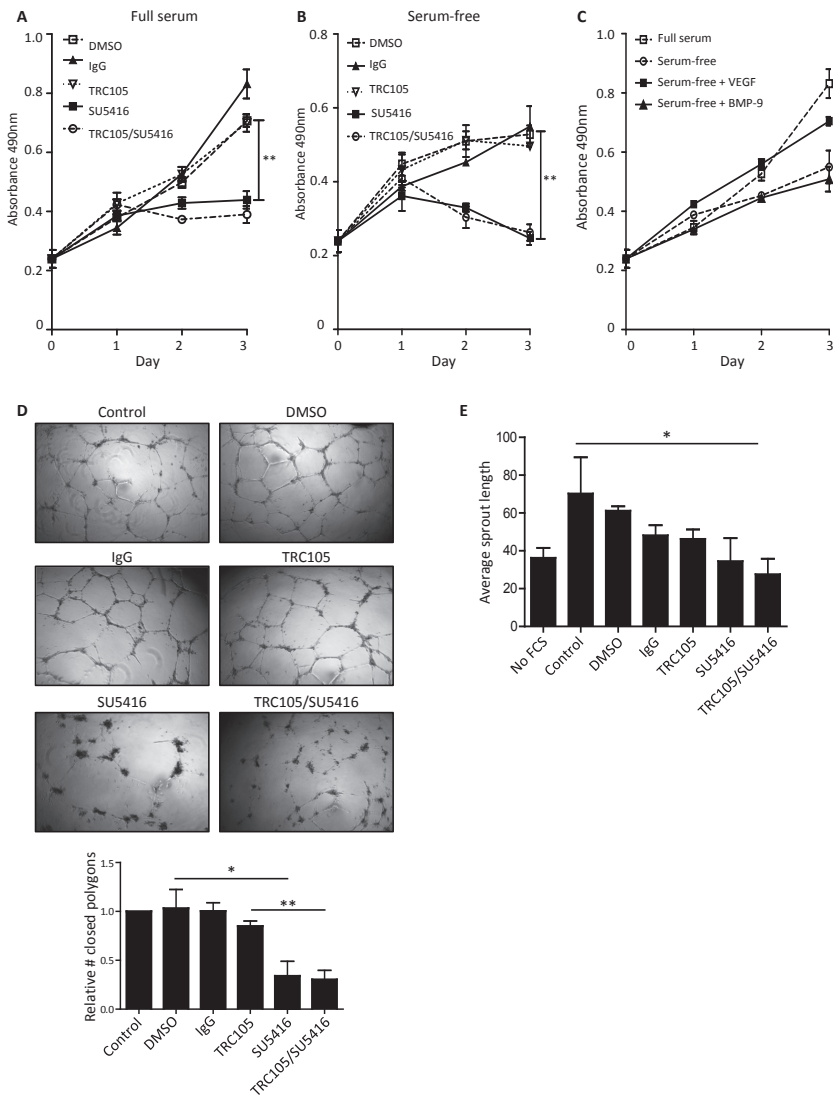 A
Full serum
1.0
0.8
0.6
0.4
0.2
0
Absorbance 490nm
DMSO
IgG
TRC105
SU5416
TRC105/SU5416
**
0
1
2
3
Day
B
Serum-free
0.8
0.6
0.4
0.2
0
Absorbance 490nm
DMSO
IgG
TRC105
SU5416
TRC105/SU5416
**
0
1
2
3
Day
C
1.0
0.8
0.6
0.4
0.2
0
Absorbance 490nm
Full serum
Serum-free
Serum-free + VEGF
Serum-free + BMP-9
0
1
2
3
Day
D
Control
DMSO
IgG
TRC105
SU5416
TRC105/SU5416
1.5
1.0
0.5
0.0
Relative # closed polygons
*
**
Control
DMSO
IgG
TRC105
SU5416
TRC105/SU5416
E
100
80
60
40
20
0
Average sprout length
*
No FCS
Control
DMSO
IgG
TRC105
SU5416
TRC105/SU5416